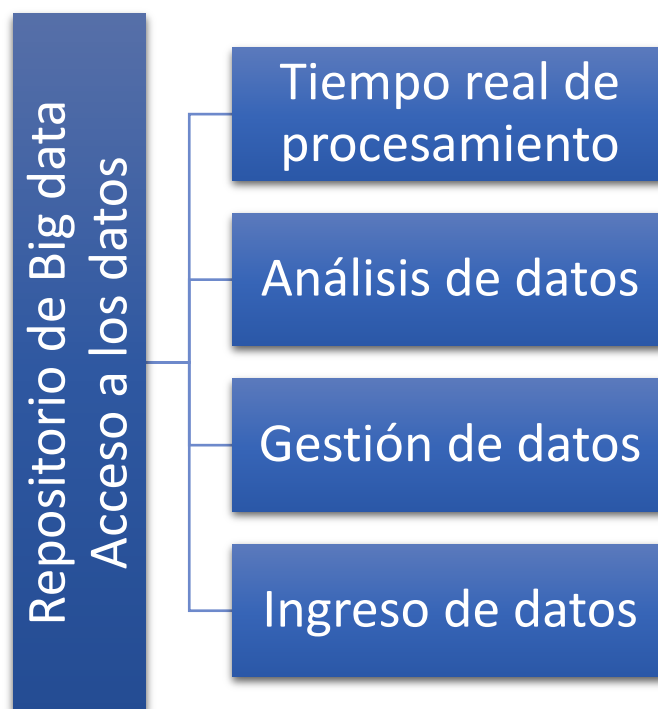 Repositorio de Big data
Acceso a los datos
Tiempo real de
procesamiento
Análisis de datos
Gestión de datos
Ingreso de datos